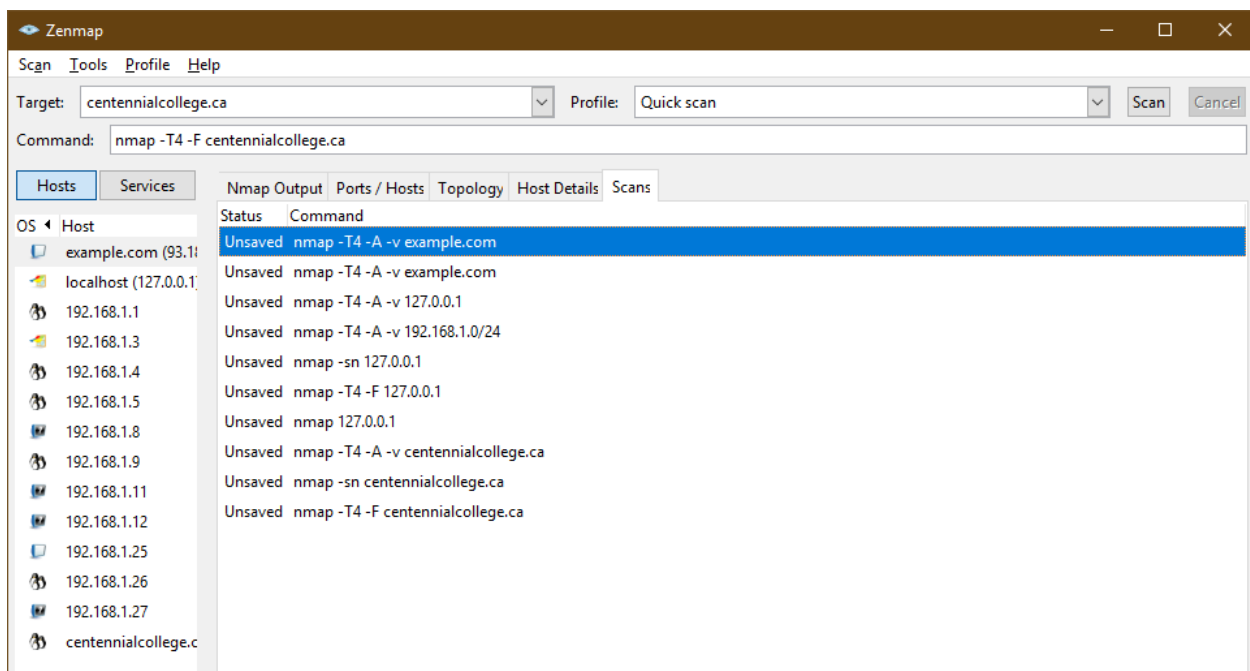 Zenmap
Scan Tools Profile Help
Target: centennialcollege.ca Profile: Quick scan Scan Cancel
Command: nmap -T4 -F centennialcollege.ca
Hosts Services
Nmap Output Ports / Hosts Topology Host Details Scans
OS Host
Status Command
example.com (93.18
localhost (127.0.0.1)
192.168.1.1
192.168.1.3
192.168.1.4
192.168.1.5
192.168.1.8
192.168.1.9
192.168.1.11
192.168.1.12
192.168.1.25
192.168.1.26
192.168.1.27
centennialcollege.c
Unsaved nmap -T4 -A -v example.com
Unsaved nmap -T4 -A -v example.com
Unsaved nmap -T4 -A -v 127.0.0.1
Unsaved nmap -T4 -A -v 192.168.1.0/24
Unsaved nmap -sn 127.0.0.1
Unsaved nmap -T4 -F 127.0.0.1
Unsaved nmap 127.0.0.1
Unsaved nmap -T4 -A -v centennialcollege.ca
Unsaved nmap -sn centennialcollege.ca
Unsaved nmap -T4 -F centennialcollege.ca